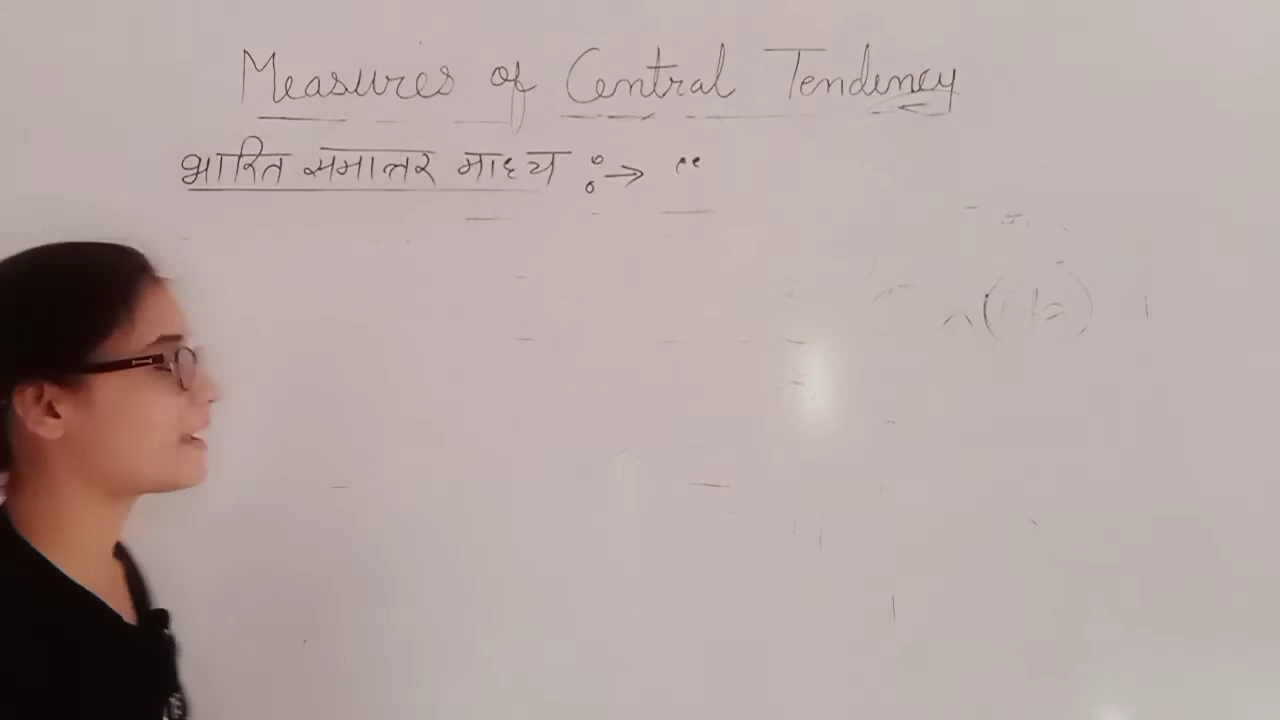 Measures of Central Tendency
भारित समान्तर माध्य :→ "